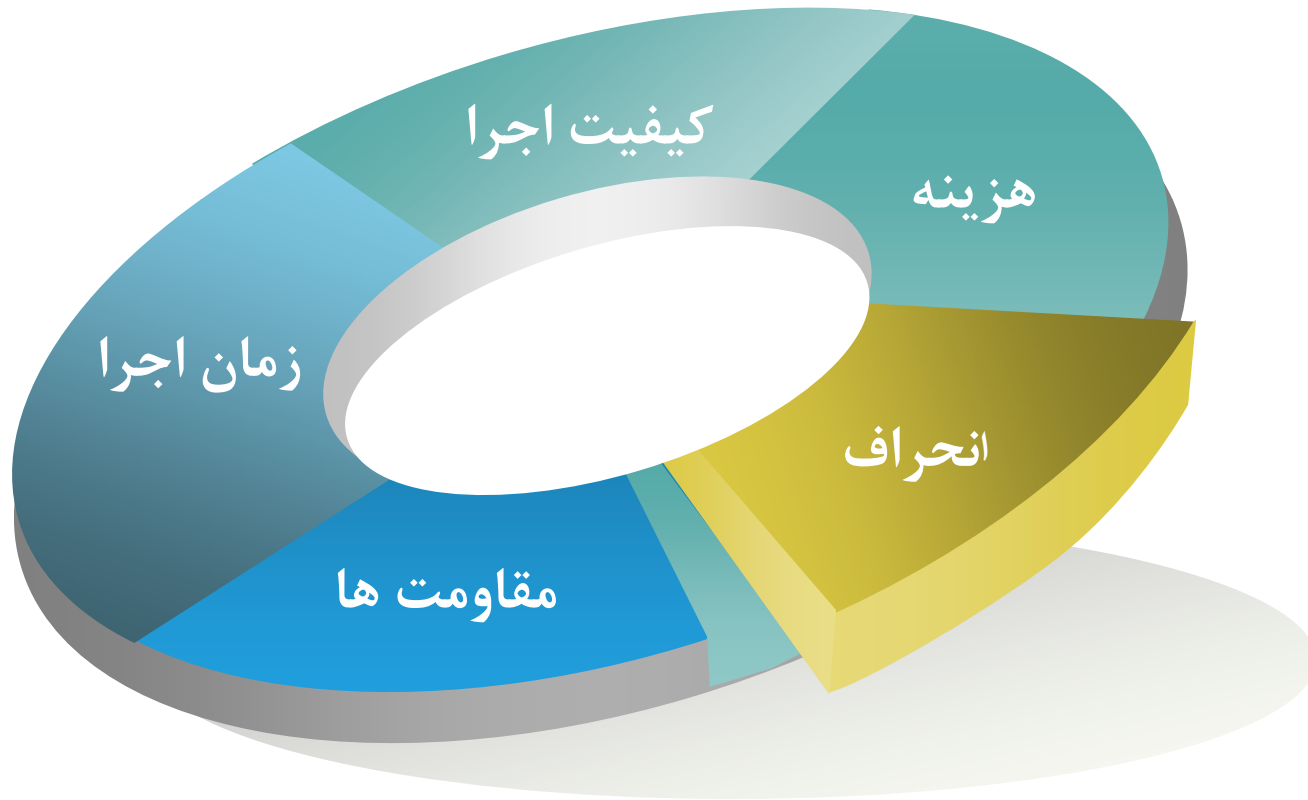 کیفیت اجرا
هزینه
زمان اجرا
انحراف
مقاومت ها